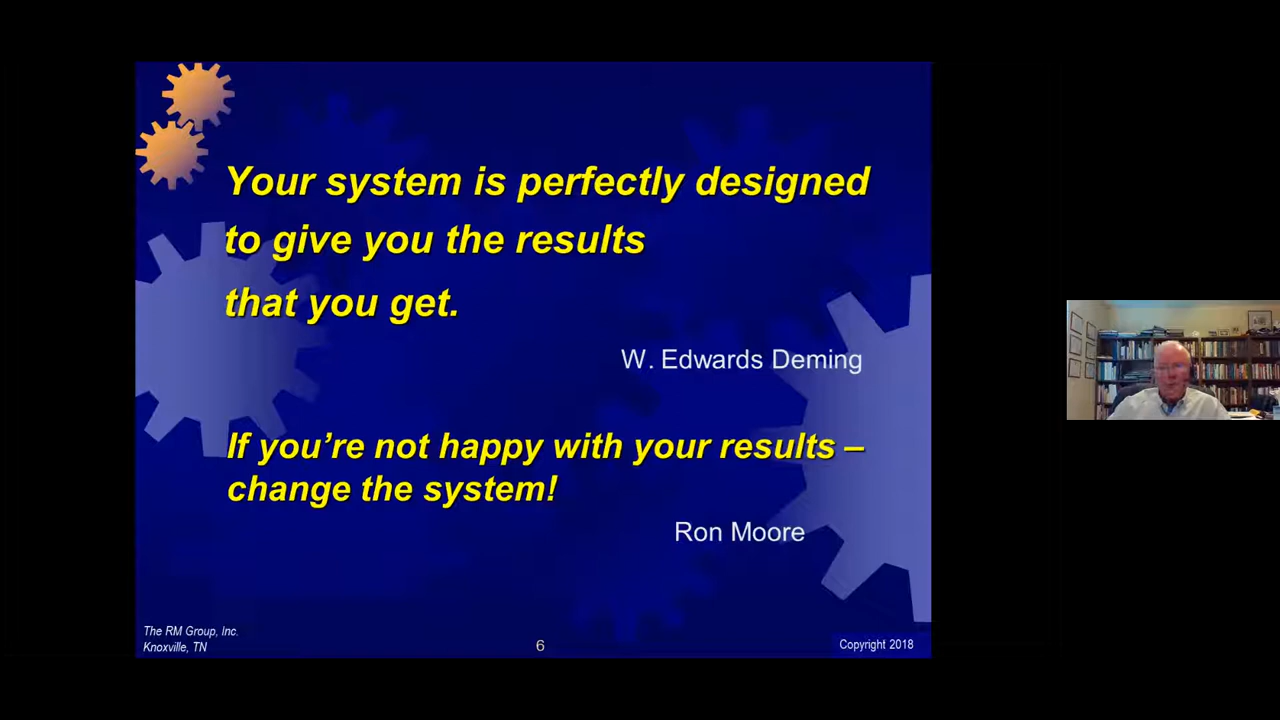 Your system is perfectly designed
to give you the results
that you get.
W. Edwards Deming
If you’re not happy with your results –
change the system!
Ron Moore
The RM Group, Inc.
Knoxville, TN
6
Copyright 2018